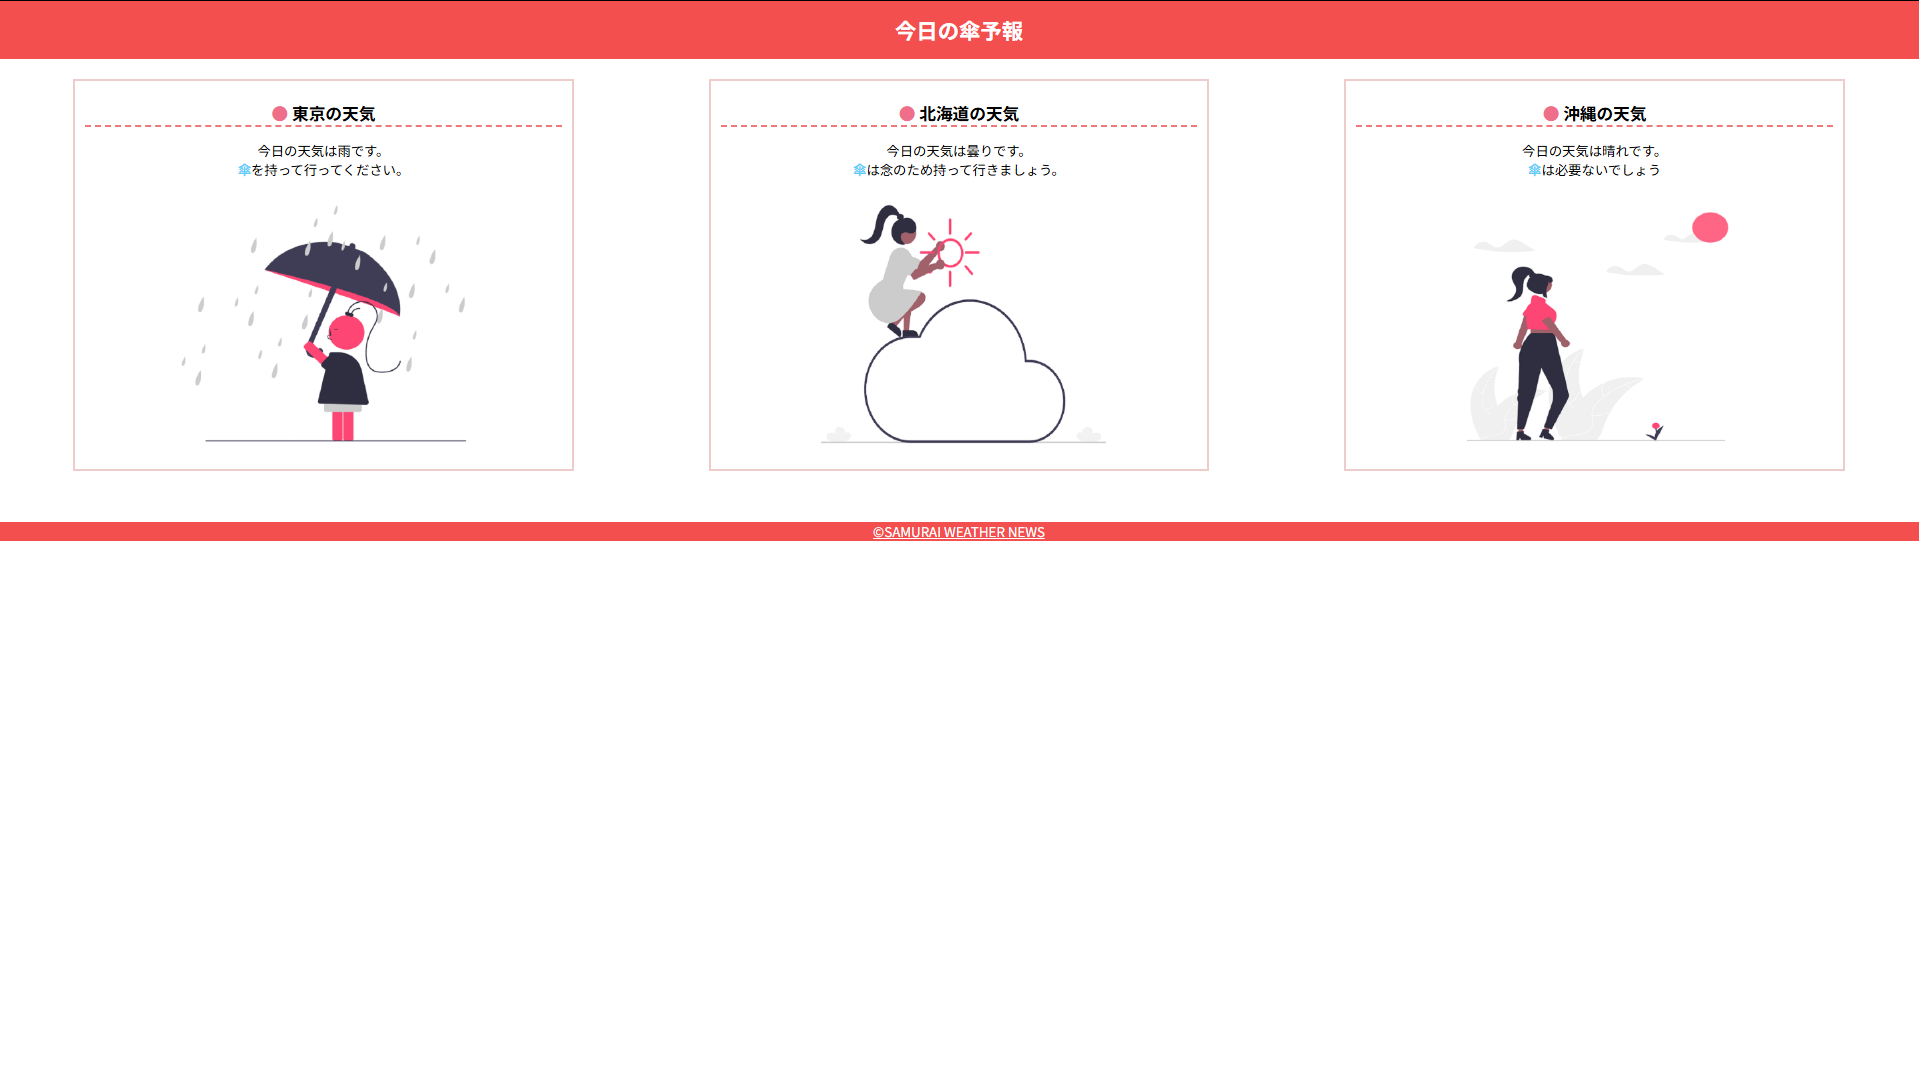 今日の傘予報
東京の天気
今日の天気は雨です。
傘を持って行ってください。
北海道の天気
今日の天気は曇りです。
傘は念のため持って行きましょう。
沖縄の天気
今日の天気は晴れです。
傘は必要ないでしょう
©SAMURAI WEATHER NEWS